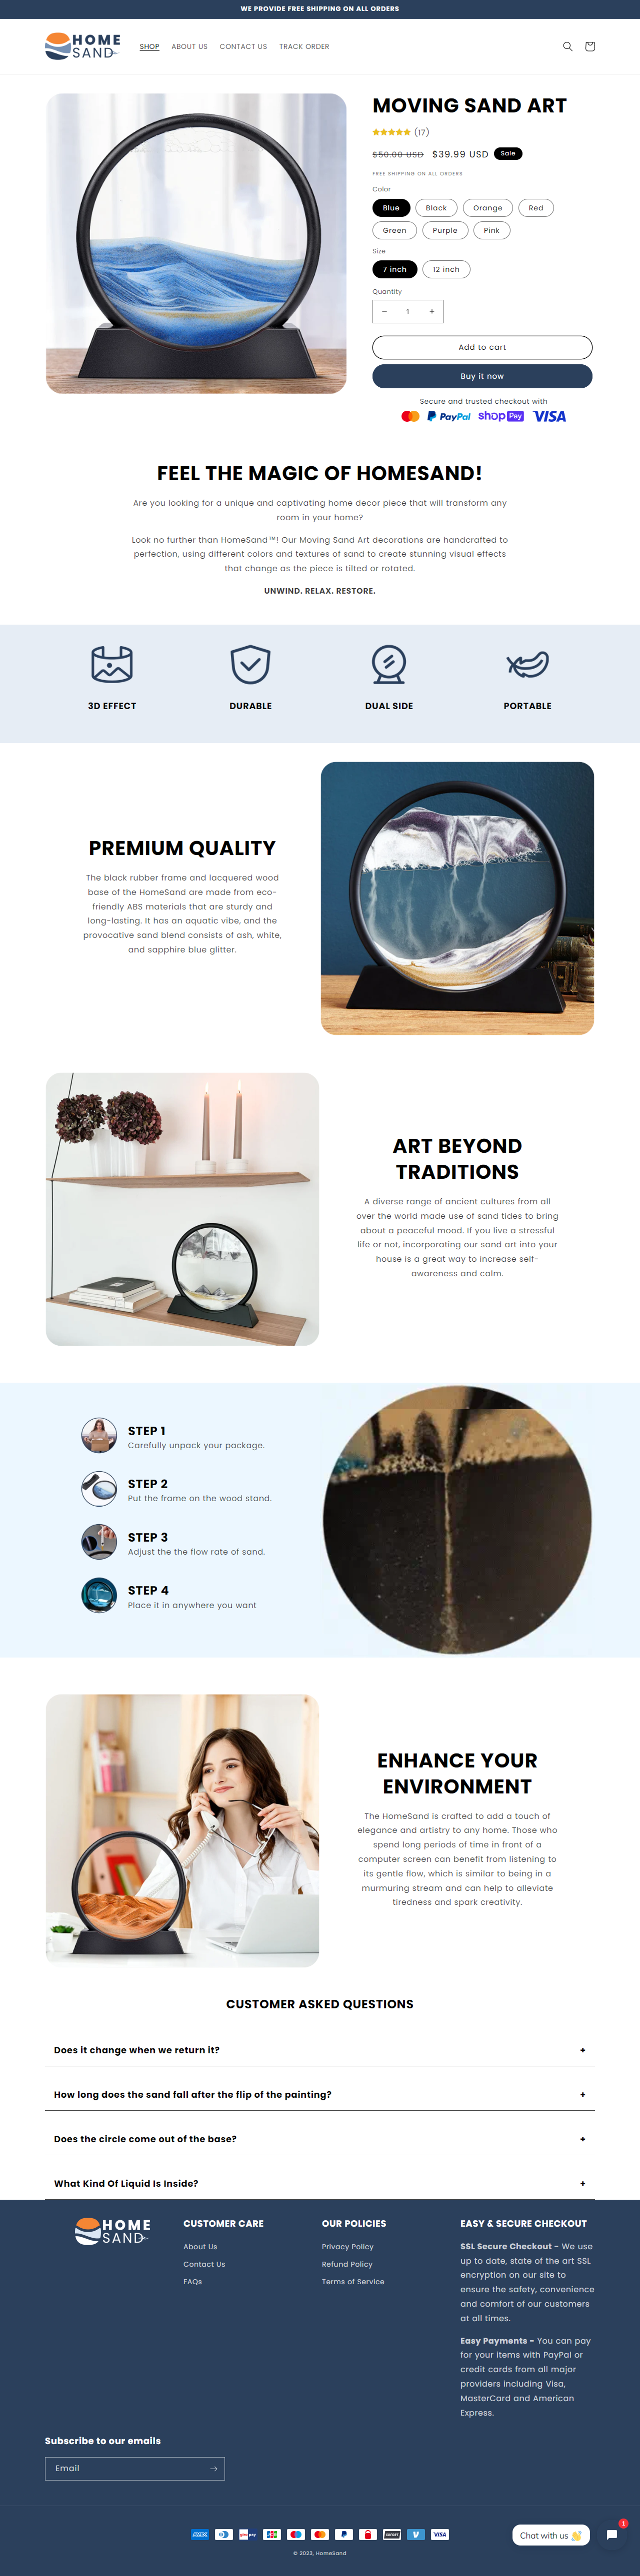 WE PROVIDE FREE SHIPPING ON ALL ORDERS
HOME
SAND
SHOP
ABOUT US
CONTACT US
TRACK ORDER
MOVING SAND ART
(17)
$50.00 USD $39.99 USD Sale
FREE SHIPPING ON ALL ORDERS
Color
Blue Black Orange Red
Green Purple Pink
Size
7 inch 12 inch
Quantity
− 1 +
Add to cart
Buy it now
Secure and trusted checkout with
PayPal shop Pay VISA
FEEL THE MAGIC OF HOMESAND!
Are you looking for a unique and captivating home decor piece that will transform any
room in your home?
Look no further than HomeSand™! Our Moving Sand Art decorations are handcrafted to
perfection, using different colors and textures of sand to create stunning visual effects
that change as the piece is tilted or rotated.
UNWIND. RELAX. RESTORE.
3D EFFECT
DURABLE
DUAL SIDE
PORTABLE
PREMIUM QUALITY
The black rubber frame and lacquered wood
base of the HomeSand are made from eco-
friendly ABS materials that are sturdy and
long-lasting. It has an aquatic vibe, and the
provocative sand blend consists of ash, white,
and sapphire blue glitter.
ART BEYOND
TRADITIONS
A diverse range of ancient cultures from all
over the world made use of sand tides to bring
about a peaceful mood. If you live a stressful
life or not, incorporating our sand art into your
house is a great way to increase self-
awareness and calm.
STEP 1
Carefully unpack your package.
STEP 2
Put the frame on the wood stand.
STEP 3
Adjust the the flow rate of sand.
STEP 4
Place it in anywhere you want
ENHANCE YOUR
ENVIRONMENT
The HomeSand is crafted to add a touch of
elegance and artistry to any home. Those who
spend long periods of time in front of a
computer screen can benefit from listening to
its gentle flow, which is similar to being in a
murmuring stream and can help to alleviate
tiredness and spark creativity.
CUSTOMER ASKED QUESTIONS
Does it change when we return it? +
How long does the sand fall after the flip of the painting? +
Does the circle come out of the base? +
What Kind Of Liquid Is Inside? +
HOME
SAND
CUSTOMER CARE
About Us
Contact Us
FAQs
OUR POLICIES
Privacy Policy
Refund Policy
Terms of Service
EASY & SECURE CHECKOUT
SSL Secure Checkout - We use
up to date, state of the art SSL
encryption on our site to
ensure the safety, convenience
and comfort of our customers
at all times.
Easy Payments - You can pay
for your items with PayPal or
credit cards from all major
providers including Visa,
MasterCard and American
Express.
Subscribe to our emails
Email
VISA
Chat with us 👋
1
© 2023, HomeSand